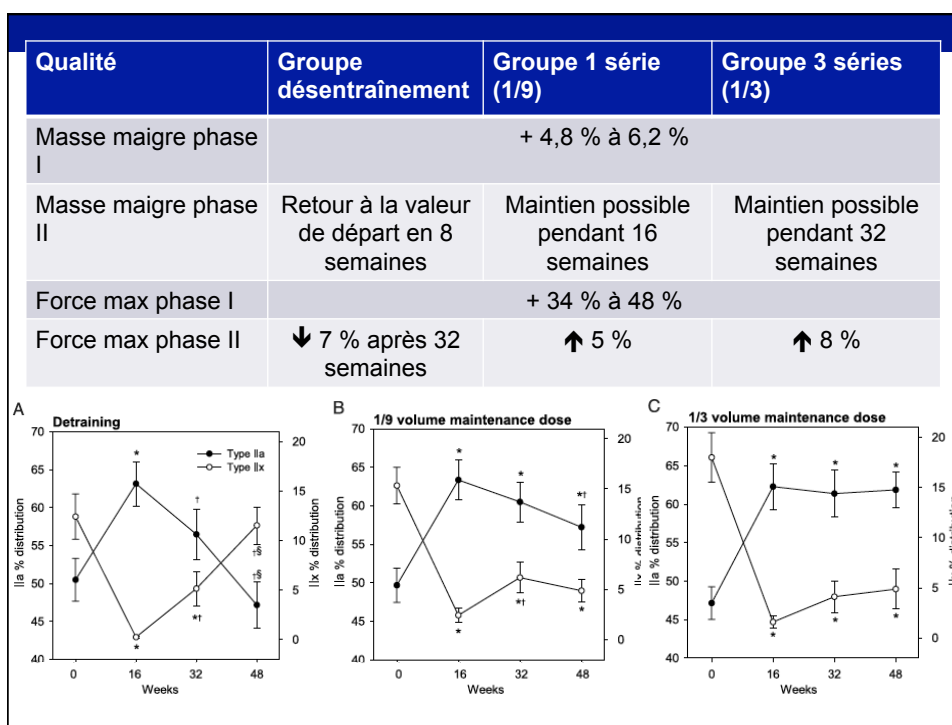 Qualité
Groupe
désentraînement
Groupe 1 série
(1/9)
Groupe 3 séries
(1/3)
Masse maigre phase
I
+ 4,8 % à 6,2 %
Masse maigre phase
II
Retour à la valeur
de départ en 8
semaines
Maintien possible
pendant 16
semaines
Maintien possible
pendant 32
semaines
Force max phase I
+ 34 % à 48 %
Force max phase II
🡻 7 % après 32
semaines
🡹 5 %
🡹 8 %
A
Detraining
Type IIa
Type IIx
IIa % distribution
IIx % distribution
70
65
60
55
50
45
40
20
15
10
5
0
*
†
*†
*
†§
†§
0
16
32
48
Weeks
B
1/9 volume maintenance dose
IIa % distribution
70
65
60
55
50
45
40
20
15
10
5
0
*
*
*†
*
*†
*
0
16
32
48
Weeks
C
1/3 volume maintenance dose
IIa % distribution
70
65
60
55
50
45
40
20
15
10
5
0
*
*
*
*
*
*
0
16
32
48
Weeks